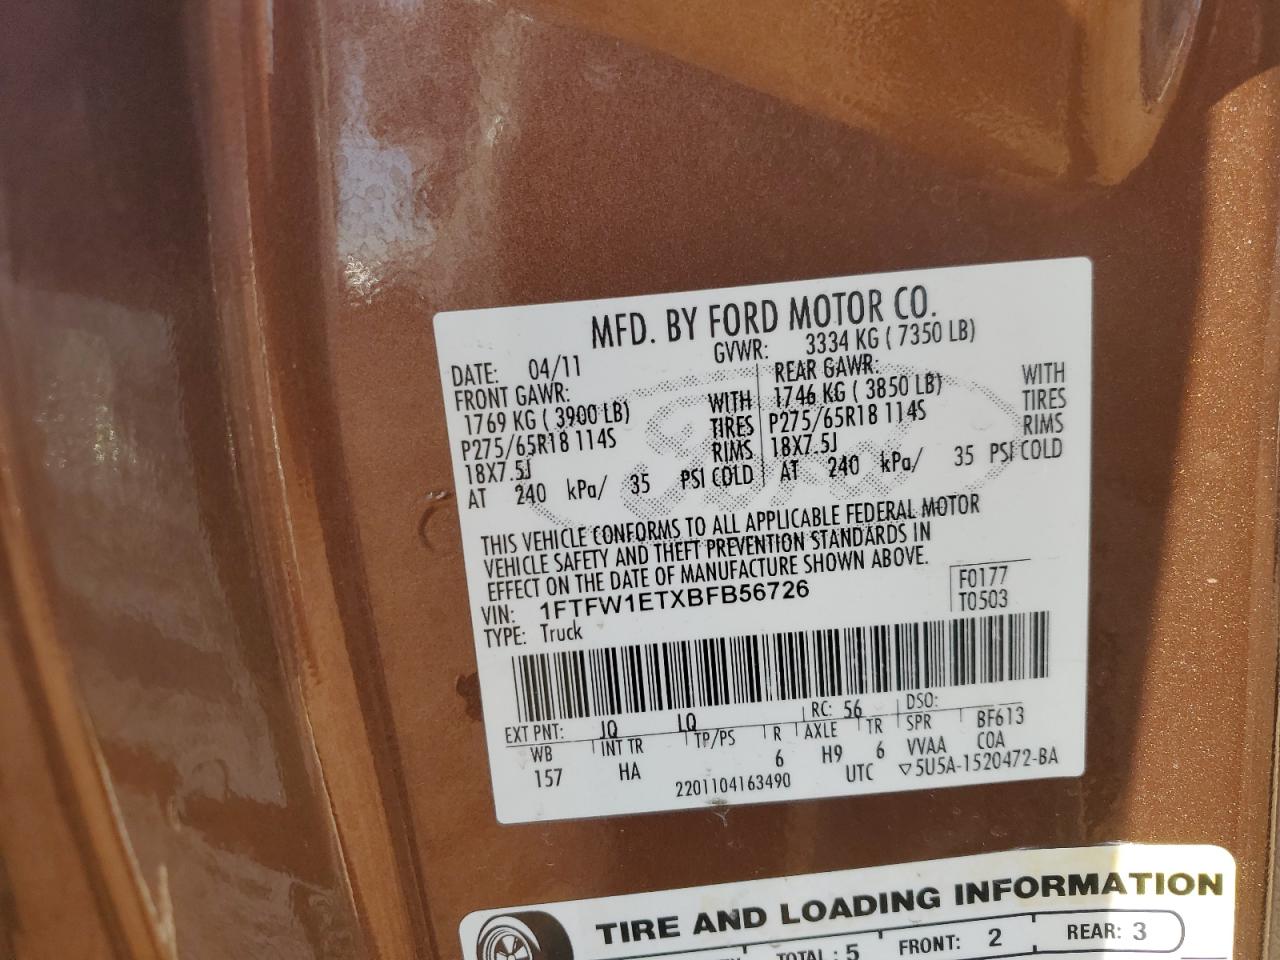 MFD. BY FORD MOTOR CO.
DATE: 04/11 GVWR: 3334 KG ( 7350 LB)
FRONT GAWR: REAR GAWR:
1769 KG ( 3900 LB) WITH 1746 KG ( 3850 LB) WITH
P275/65R18 114S TIRES P275/65R18 114S TIRES
18X7.5J RIMS 18X7.5J RIMS
AT 240 kPa/ 35 PSI COLD AT 240 kPa/ 35 PSI COLD
THIS VEHICLE CONFORMS TO ALL APPLICABLE FEDERAL MOTOR
VEHICLE SAFETY AND THEFT PREVENTION STANDARDS IN
EFFECT ON THE DATE OF MANUFACTURE SHOWN ABOVE.
VIN: 1FTFW1ETXBFB56726 F0177
TYPE: Truck T0503
EXT PNT: JQ LQ RC: 56 DSO:
WB INT TR TP/PS R AXLE TR SPR BF613
157 HA 6 H9 6 VVAA COA
2201104163490 UTC ▽5U5A-1520472-BA
TIRE AND LOADING INFORMATION
TOTAL : 5 FRONT: 2 REAR: 3